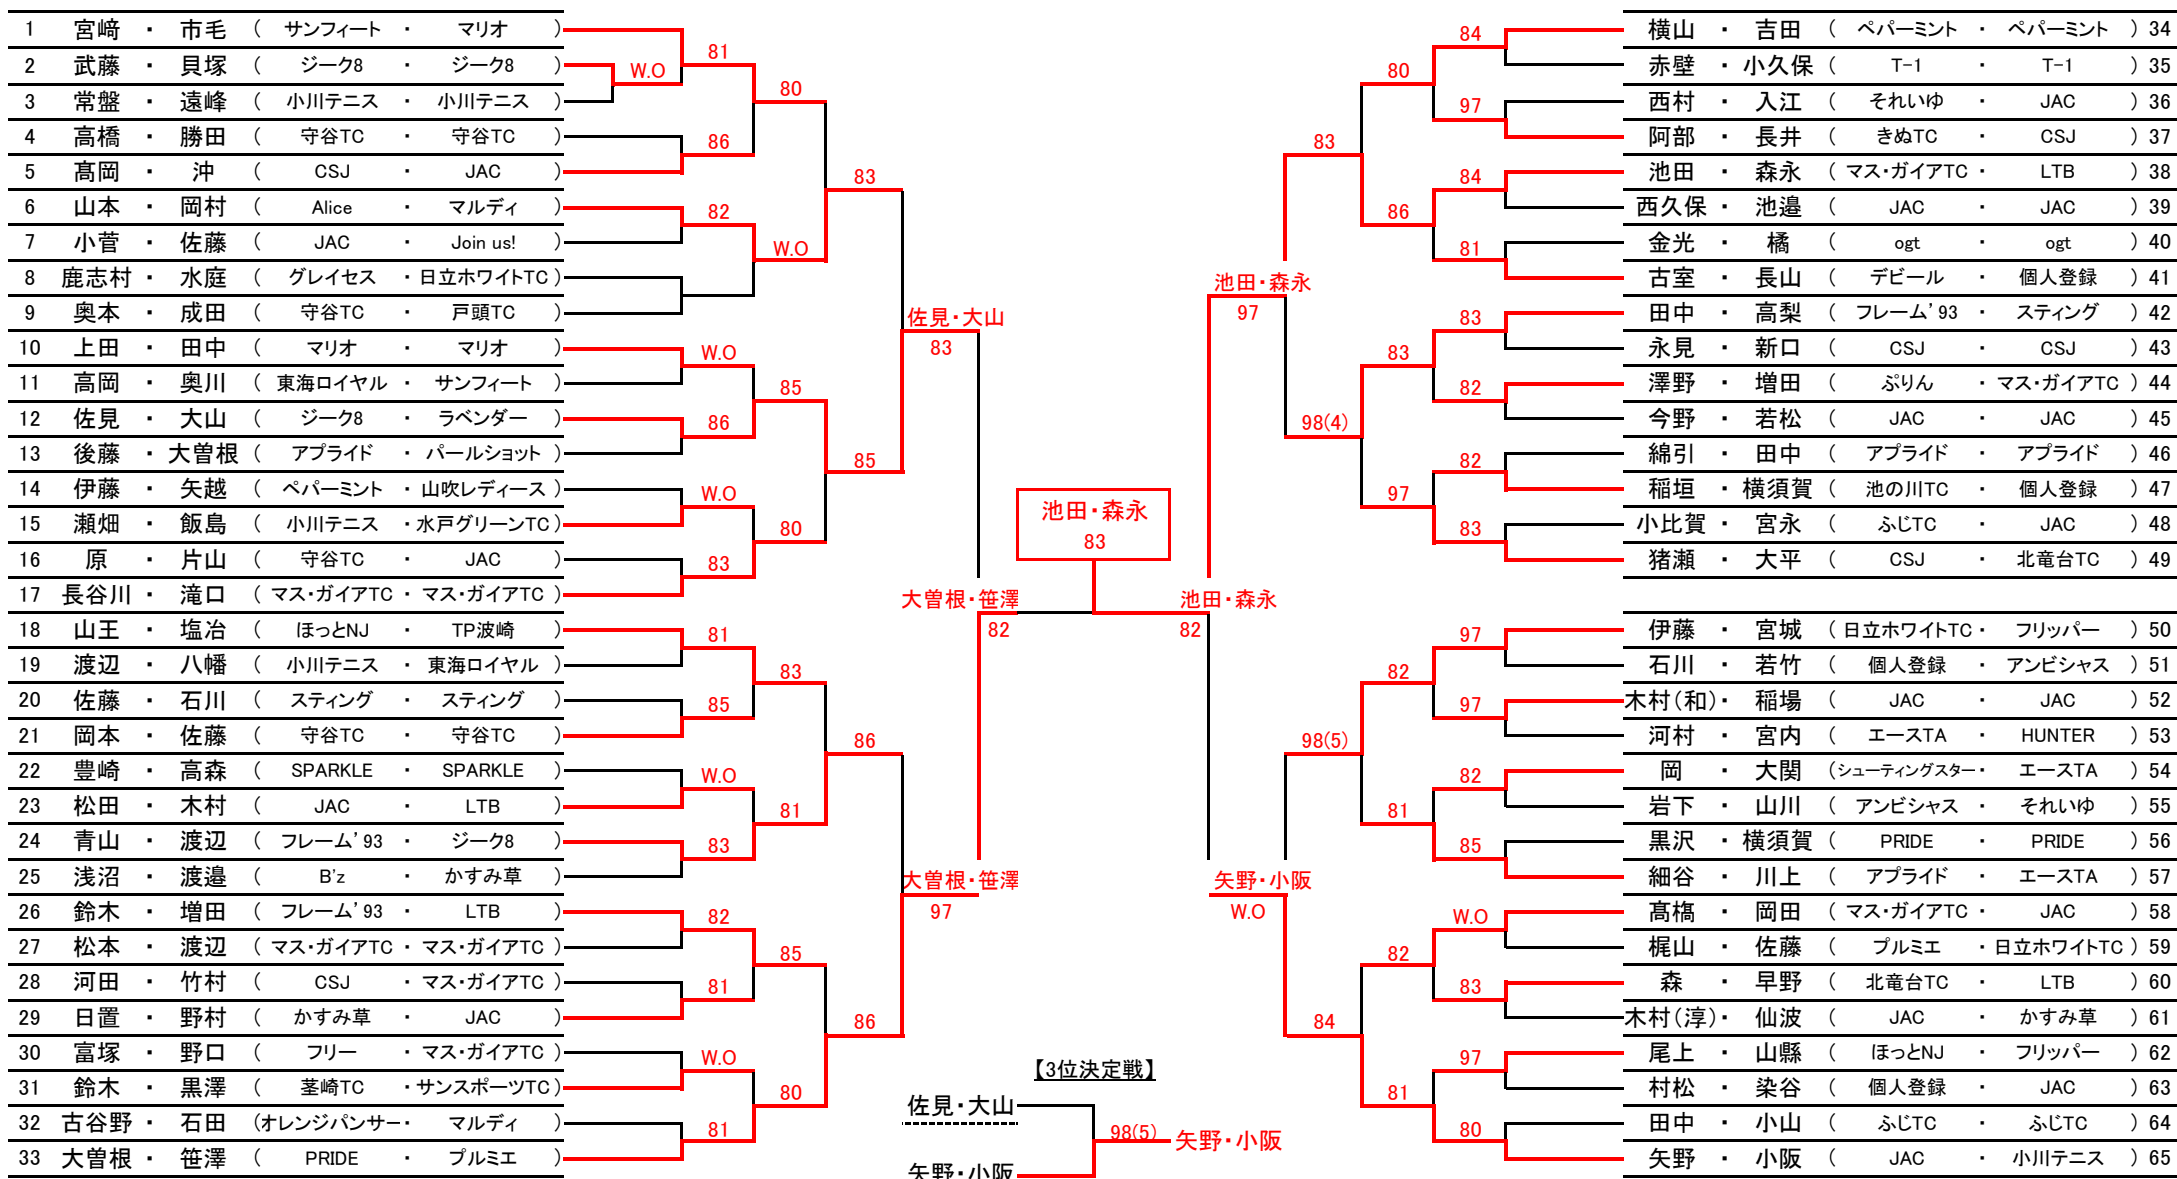 1 宮﨑 ・ 市毛 ( サンフィート ・ マリオ )
2 武藤 ・ 貝塚 ( ジーク8 ・ ジーク8 )
3 常盤 ・ 遠峰 ( 小川テニス ・ 小川テニス )
4 高橋 ・ 勝田 ( 守谷TC ・ 守谷TC )
5 髙岡 ・ 沖 ( CSJ ・ JAC )
6 山本 ・ 岡村 ( Alice ・ マルディ )
7 小菅 ・ 佐藤 ( JAC ・ Join us! )
8 鹿志村 ・ 水庭 ( グレイセス ・ 日立ホワイトTC )
9 奥本 ・ 成田 ( 守谷TC ・ 戸頭TC )
10 上田 ・ 田中 ( マリオ ・ マリオ )
11 高岡 ・ 奥川 ( 東海ロイヤル ・ サンフィート )
12 佐見 ・ 大山 ( ジーク8 ・ ラベンダー )
13 後藤 ・ 大曽根 ( アプライド ・ パールショット )
14 伊藤 ・ 矢越 ( ペパーミント ・ 山吹レディース )
15 瀬畑 ・ 飯島 ( 小川テニス ・ 水戸グリーンTC )
16 原 ・ 片山 ( 守谷TC ・ JAC )
17 長谷川 ・ 滝口 ( マス・ガイアTC ・ マス・ガイアTC )
18 山王 ・ 塩冶 ( ほっとNJ ・ TP波崎 )
19 渡辺 ・ 八幡 ( 小川テニス ・ 東海ロイヤル )
20 佐藤 ・ 石川 ( スティング ・ スティング )
21 岡本 ・ 佐藤 ( 守谷TC ・ 守谷TC )
22 豊崎 ・ 高森 ( SPARKLE ・ SPARKLE )
23 松田 ・ 木村 ( JAC ・ LTB )
24 青山 ・ 渡辺 ( フレーム’93 ・ ジーク8 )
25 浅沼 ・ 渡邉 ( B'z ・ かすみ草 )
26 鈴木 ・ 増田 ( フレーム’93 ・ LTB )
27 松本 ・ 渡辺 ( マス・ガイアTC ・ マス・ガイアTC )
28 河田 ・ 竹村 ( CSJ ・ マス・ガイアTC )
29 日置 ・ 野村 ( かすみ草 ・ JAC )
30 富塚 ・ 野口 ( フリー ・ マス・ガイアTC )
31 鈴木 ・ 黒澤 ( 茎崎TC ・ サンスポーツTC )
32 古谷野 ・ 石田 (オレンジパンサー・ マルディ )
33 大曽根 ・ 笹澤 ( PRIDE ・ プルミエ )
W.O
81
86
82
W.O
86
W.O
83
81
85
W.O
83
82
81
W.O
81
80
W.O
85
80
83
81
85
80
83
85
86
86
佐見・大山
83
大曽根・笹澤
97
大曽根・笹澤
82
池田・森永
83
池田・森永
82
池田・森永
97
矢野・小阪
W.O
83
98(4)
98(5)
84
80
86
83
97
82
81
82
81
84
97
84
81
83
82
82
83
97
97
82
85
W.O
83
97
80
横山 ・ 吉田 ( ペパーミント ・ ペパーミント ) 34
赤壁 ・ 小久保 ( T-1 ・ T-1 ) 35
西村 ・ 入江 ( それいゆ ・ JAC ) 36
阿部 ・ 長井 ( きぬTC ・ CSJ ) 37
池田 ・ 森永 ( マス・ガイアTC ・ LTB ) 38
西久保 ・ 池邉 ( JAC ・ JAC ) 39
金光 ・ 橘 ( ogt ・ ogt ) 40
古室 ・ 長山 ( デビール ・ 個人登録 ) 41
田中 ・ 高梨 ( フレーム’93 ・ スティング ) 42
永見 ・ 新口 ( CSJ ・ CSJ ) 43
澤野 ・ 増田 ( ぷりん ・ マス・ガイアTC ) 44
今野 ・ 若松 ( JAC ・ JAC ) 45
綿引 ・ 田中 ( アプライド ・ アプライド ) 46
稲垣 ・ 横須賀 ( 池の川TC ・ 個人登録 ) 47
小比賀 ・ 宮永 ( ふじTC ・ JAC ) 48
猪瀬 ・ 大平 ( CSJ ・ 北竜台TC ) 49
伊藤 ・ 宮城 ( 日立ホワイトTC ・ フリッパー ) 50
石川 ・ 若竹 ( 個人登録 ・ アンビシャス ) 51
木村(和)・ 稲場 ( JAC ・ JAC ) 52
河村 ・ 宮内 ( エースTA ・ HUNTER ) 53
岡 ・ 大関 (シューティングスター・ エースTA ) 54
岩下 ・ 山川 ( アンビシャス ・ それいゆ ) 55
黒沢 ・ 横須賀 ( PRIDE ・ PRIDE ) 56
細谷 ・ 川上 ( アプライド ・ エースTA ) 57
髙槗 ・ 岡田 ( マス・ガイアTC ・ JAC ) 58
梶山 ・ 佐藤 ( プルミエ ・ 日立ホワイトTC ) 59
森 ・ 早野 ( 北竜台TC ・ LTB ) 60
木村(淳)・ 仙波 ( JAC ・ かすみ草 ) 61
尾上 ・ 山縣 ( ほっとNJ ・ フリッパー ) 62
村松 ・ 染谷 ( 個人登録 ・ JAC ) 63
田中 ・ 小山 ( ふじTC ・ ふじTC ) 64
矢野 ・ 小阪 ( JAC ・ 小川テニス ) 65
【3位決定戦】
佐見・大山
98(5)
矢野・小阪
矢野・小阪